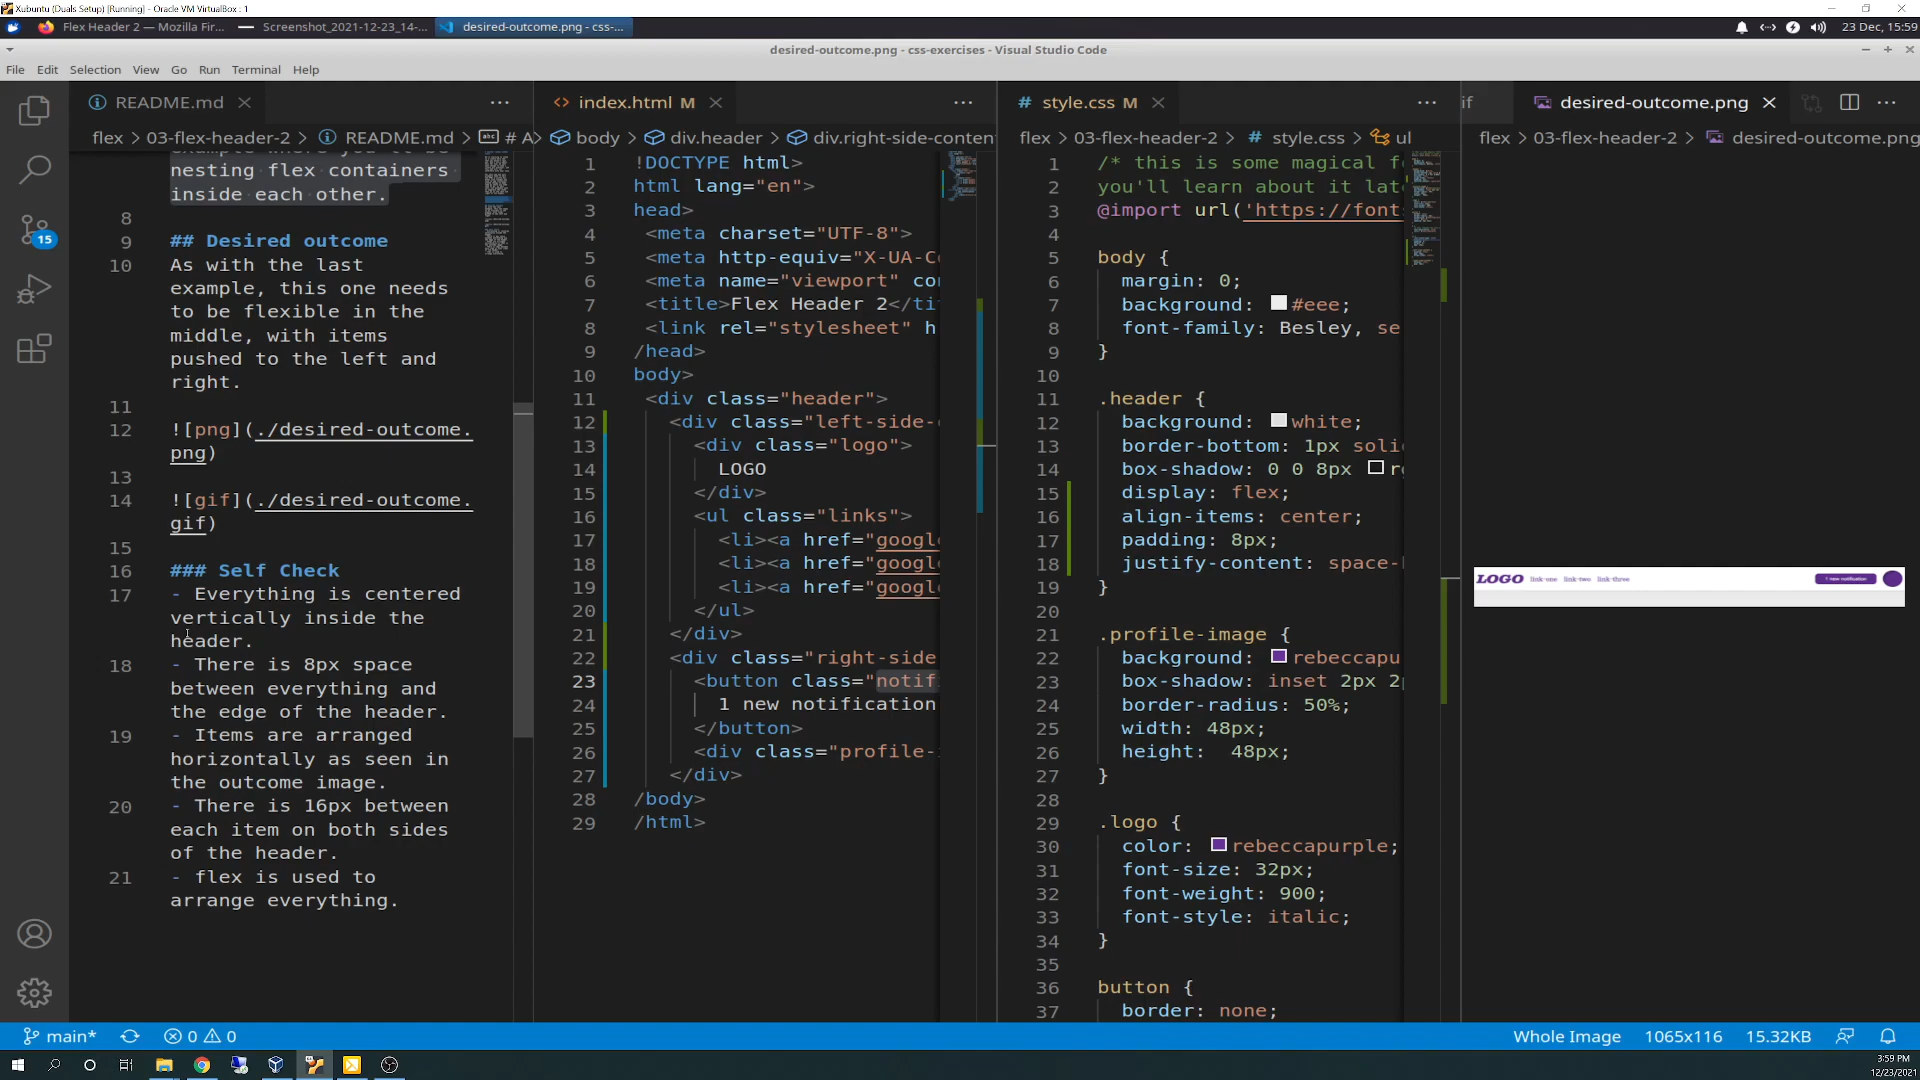 Xubuntu (Duals Setup) [Running] - Oracle VM VirtualBox : 1
Flex Header 2 — Mozilla Fir... Screenshot_2021-12-23_14-... desired-outcome.png - css-... 23 Dec, 15:59
desired-outcome.png - css-exercises - Visual Studio Code
File Edit Selection View Go Run Terminal Help
README.md
flex > 03-flex-header-2 > README.md > # A
nesting flex containers
inside each other.
8
9 ## Desired outcome
10 As with the last
example, this one needs
to be flexible in the
middle, with items
pushed to the left and
right.
11
12 ![png](./desired-outcome.
png)
13
14 ![gif](./desired-outcome.
gif)
15
16 ### Self Check
17 - Everything is centered
vertically inside the
header.
18 - There is 8px space
between everything and
the edge of the header.
19 - Items are arranged
horizontally as seen in
the outcome image.
20 - There is 16px between
each item on both sides
of the header.
21 - flex is used to
arrange everything.
index.html M
body > div.header > div.right-side-content
1 !DOCTYPE html>
2 html lang="en">
3 head>
4 <meta charset="UTF-8">
5 <meta http-equiv="X-UA-C
6 <meta name="viewport" co
7 <title>Flex Header 2</ti
8 <link rel="stylesheet" h
9 /head>
10 body>
11 <div class="header">
12 <div class="left-side-
13 <div class="logo">
14 LOGO
15 </div>
16 <ul class="links">
17 <li><a href="googl
18 <li><a href="googl
19 <li><a href="googl
20 </ul>
21 </div>
22 <div class="right-side
23 <button class="notif
24 1 new notification
25 </button>
26 <div class="profile-
27 </div>
28 /body>
29 /html>
style.css M
flex > 03-flex-header-2 > style.css > ul
1 /* this is some magical f
2 you'll learn about it lat
3 @import url('https://font
4
5 body {
6 margin: 0;
7 background: #eee;
8 font-family: Besley, se
9 }
10
11 .header {
12 background: white;
13 border-bottom: 1px soli
14 box-shadow: 0 0 8px r
15 display: flex;
16 align-items: center;
17 padding: 8px;
18 justify-content: space-
19 }
20
21 .profile-image {
22 background: rebeccapu
23 box-shadow: inset 2px 2
24 border-radius: 50%;
25 width: 48px;
26 height: 48px;
27 }
28
29 .logo {
30 color: rebeccapurple;
31 font-size: 32px;
32 font-weight: 900;
33 font-style: italic;
34 }
35
36 button {
37 border: none;
if desired-outcome.png
flex > 03-flex-header-2 > desired-outcome.png
LOGO link-one link-two link-three 1 new notification
15
main* 0 0 Whole Image 1065x116 15.32KB
3:59 PM
12/23/2021